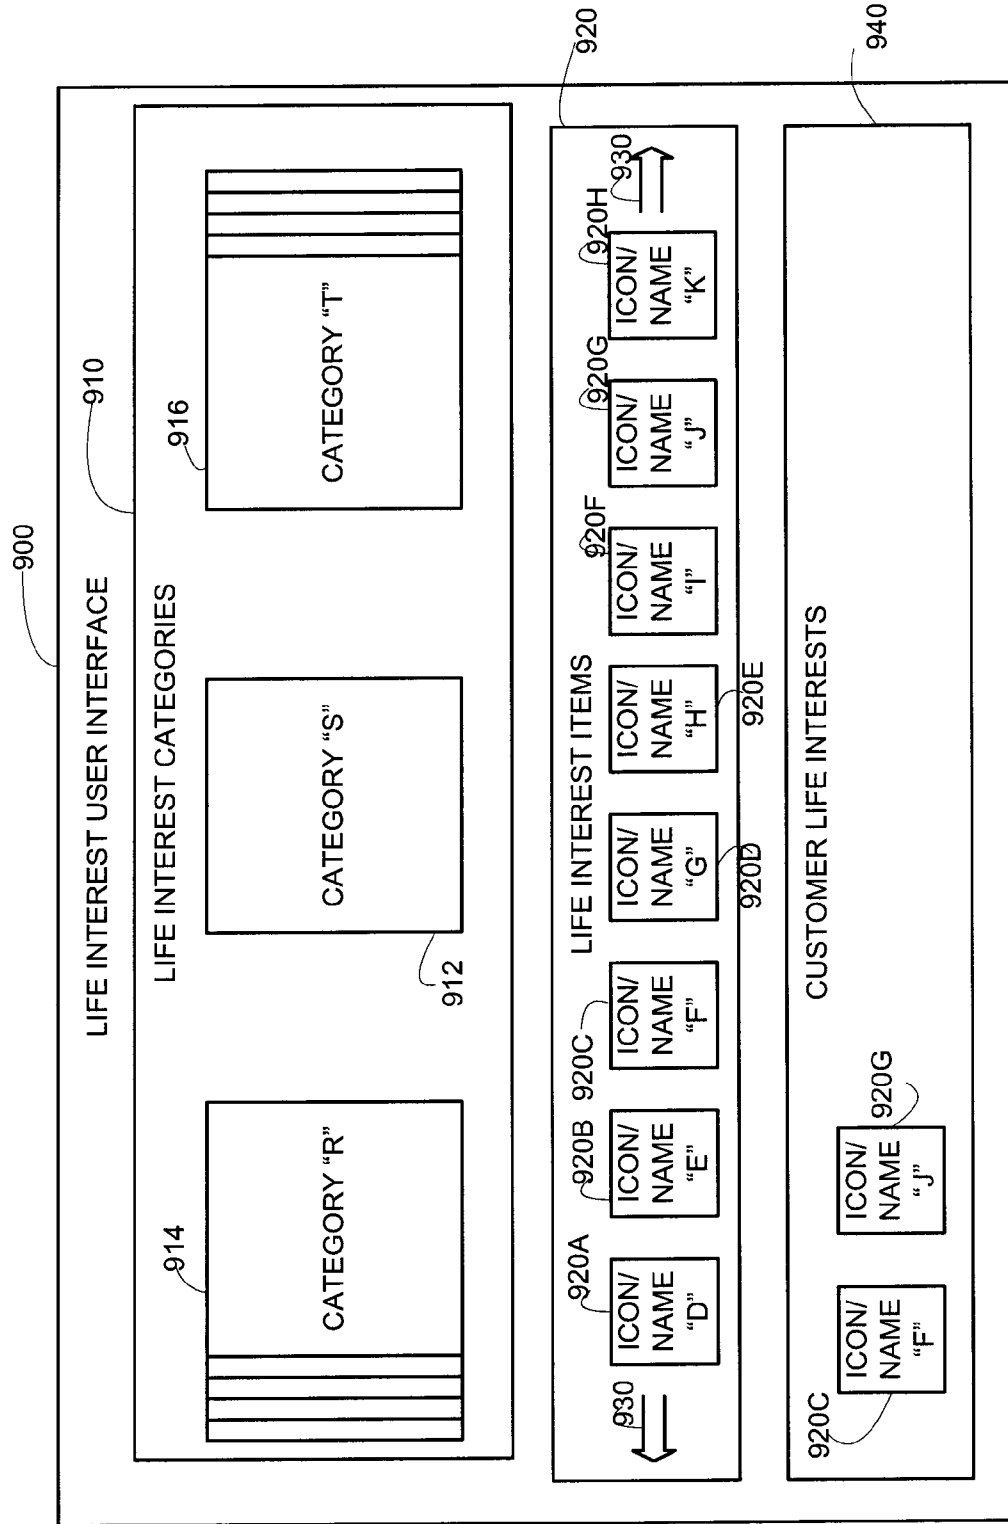 900
LIFE INTEREST USER INTERFACE
910
LIFE INTEREST CATEGORIES
914
CATEGORY “R”
912
CATEGORY “S”
916
CATEGORY “T”
920
LIFE INTEREST ITEMS
930
920A
ICON/
NAME
“D”
920B
ICON/
NAME
“E”
920C
ICON/
NAME
“F”
920D
ICON/
NAME
“G”
920E
ICON/
NAME
“H”
920F
ICON/
NAME
“I”
920G
ICON/
NAME
“J”
920H
ICON/
NAME
“K”
930
940
CUSTOMER LIFE INTERESTS
920C
ICON/
NAME
“F”
920G
ICON/
NAME
“J”